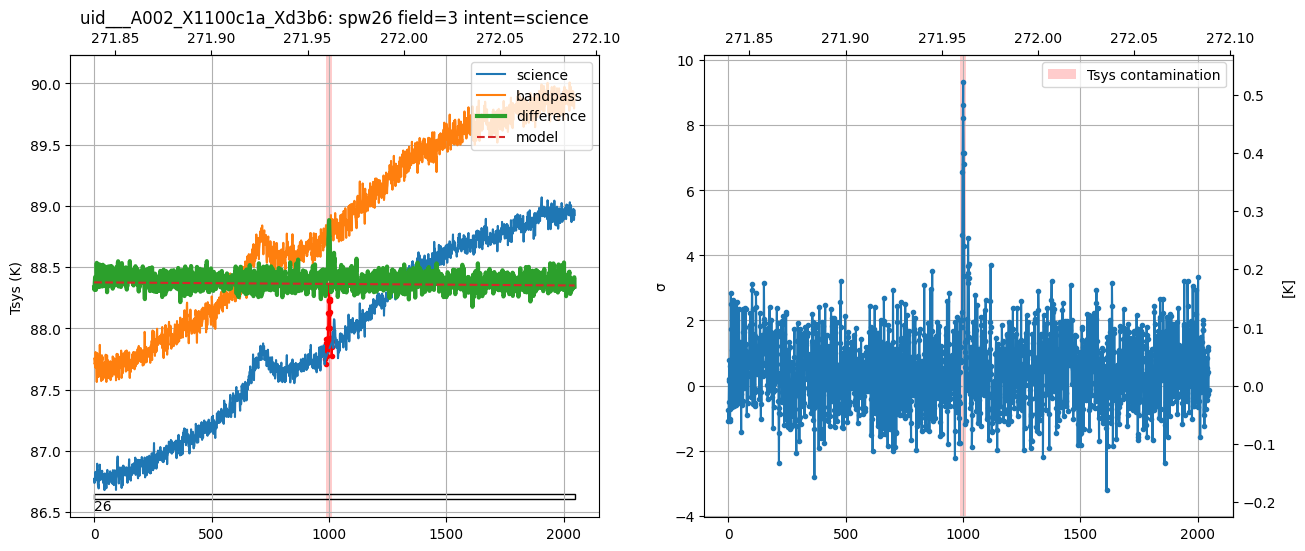 uid___A002_X1100c1a_Xd3b6: spw26 field=3 intent=science
271.85 271.90 271.95 272.00 272.05 272.10
271.85 271.90 271.95 272.00 272.05 272.10
science
bandpass
difference
model
Tsys contamination
90.0
89.5
89.0
88.5
88.0
87.5
87.0
86.5
Tsys (K)
26
0 500 1000 1500 2000
10
8
6
4
2
0
−2
−4
σ
0.5
0.4
0.3
0.2
0.1
0.0
−0.1
−0.2
[K]
0 500 1000 1500 2000